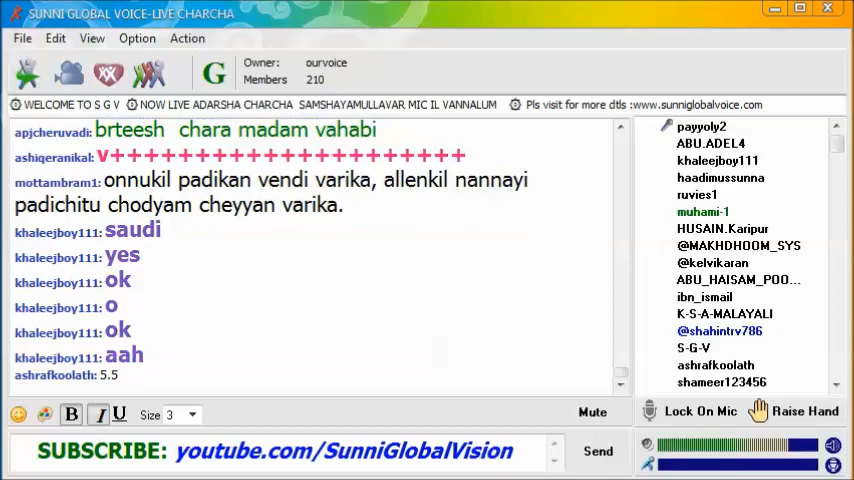 SUNNI GLOBAL VOICE-LIVE CHARCHA
File Edit View Option Action
G Owner: ourvoice
Members 210
WELCOME TO S G V NOW LIVE ADARSHA CHARCHA SAMSHAYAMULLAVAR MIC IL VANNALUM Pls visit for more dtls :www.sunniglobalvoice.com
apjcheruvadi: brteesh chara madam vahabi
ashiqeranikal: v+++++++++++++++++++++
mottambram1: onnukil padikan vendi varika, allenkil nannayi
padichitu chodyam cheyyan varika.
khaleejboy111: saudi
khaleejboy111: yes
khaleejboy111: ok
khaleejboy111: o
khaleejboy111: ok
khaleejboy111: aah
ashrafkoolath: 5.5
payyoly2
ABU.ADEL4
khaleejboy111
haadimussunna
ruvies1
muhami-1
HUSAIN.Karipur
@MAKHDHOOM_SYS
@kelvikaran
ABU_HAISAM_POO...
ibn_ismail
K-S-A-MALAYALI
@shahintrv786
S-G-V
ashrafkoolath
shameer123456
B I U Size 3 Mute
Lock On Mic Raise Hand
SUBSCRIBE: youtube.com/SunniGlobalVision Send